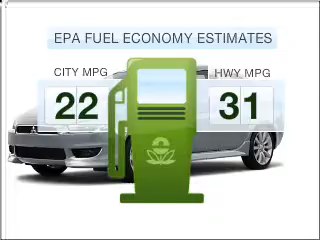 EPA FUEL ECONOMY ESTIMATES
CITY MPG
HWY MPG
22
31